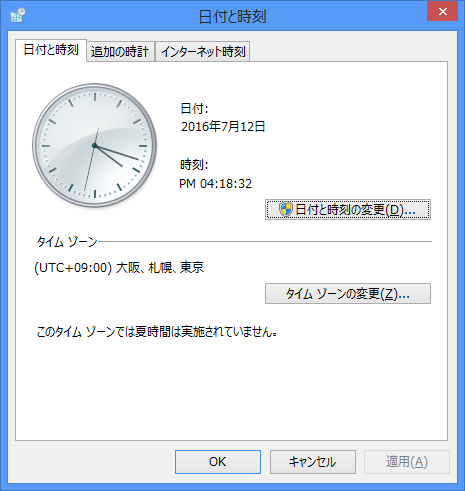 日付と時刻
日付と時刻 追加の時計 インターネット時刻
日付:
2016年7月12日
時刻:
PM 04:18:32
日付と時刻の変更(D)...
タイム ゾーン
(UTC+09:00) 大阪、札幌、東京
タイム ゾーンの変更(Z)...
このタイム ゾーンでは夏時間は実施されていません。
OK キャンセル 適用(A)